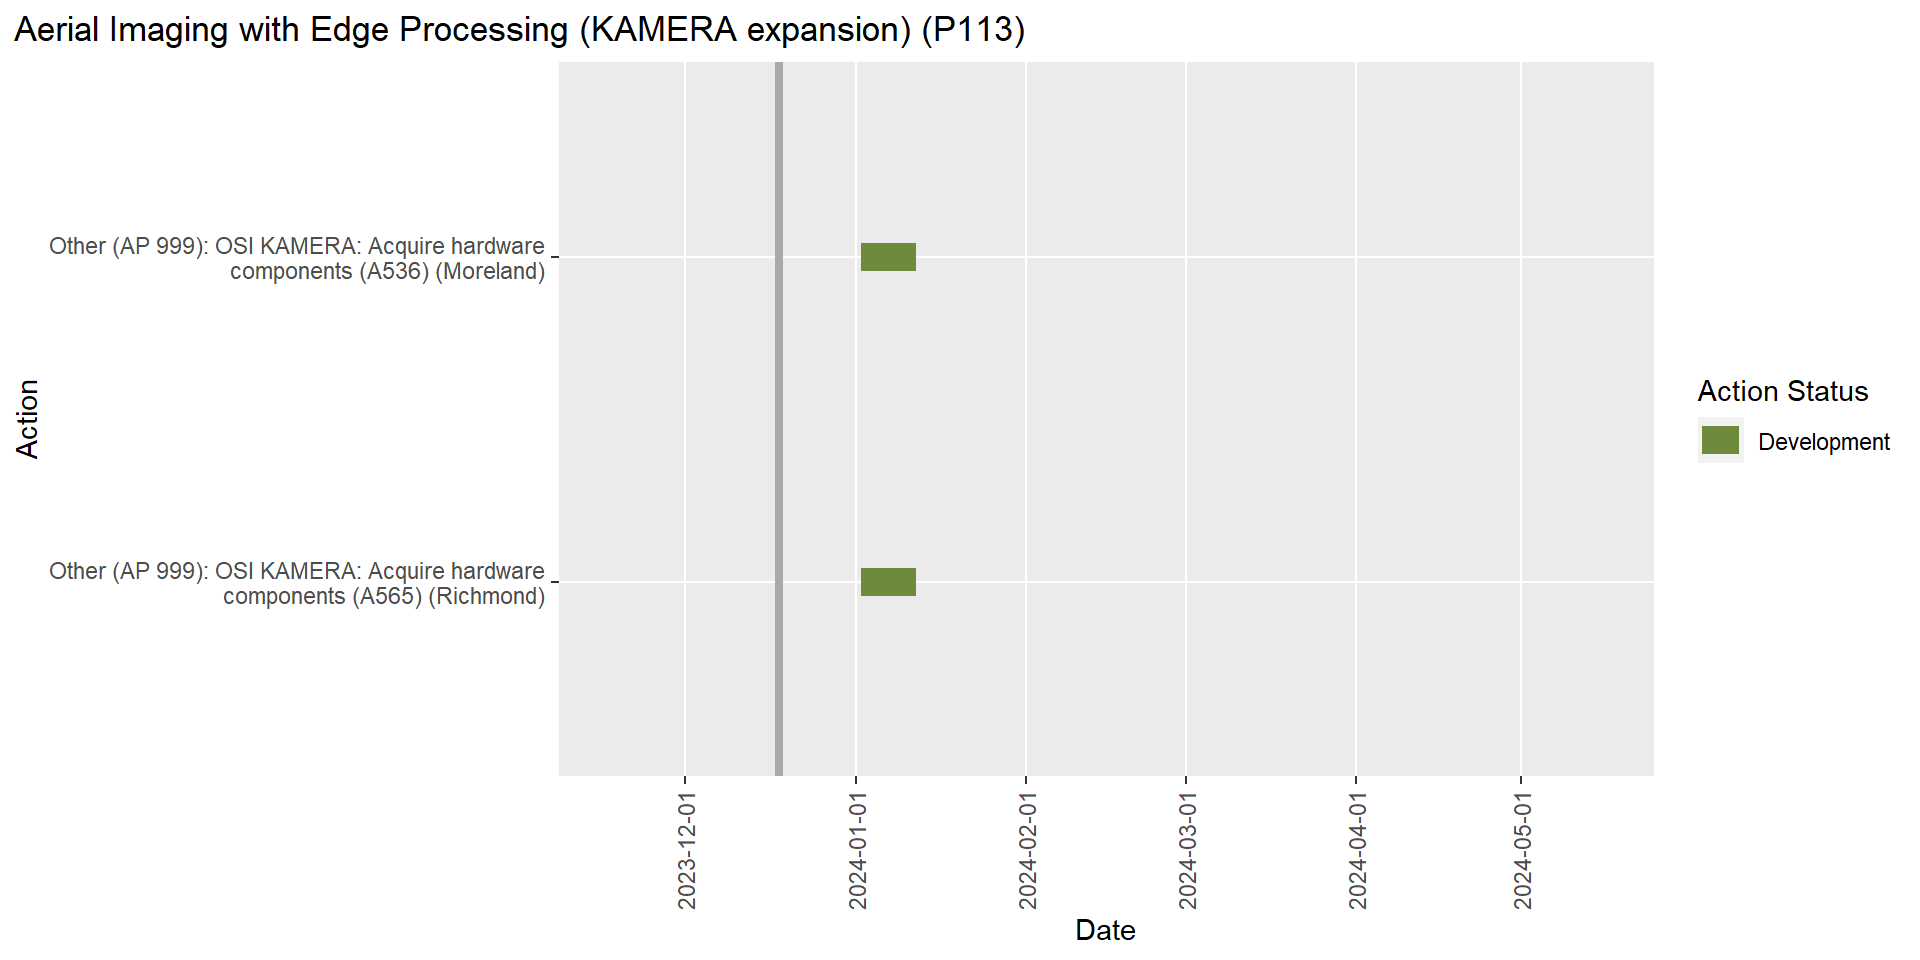 Aerial Imaging with Edge Processing (KAMERA expansion) (P113)
Action
Other (AP 999): OSI KAMERA: Acquire hardware
components (A536) (Moreland)
Other (AP 999): OSI KAMERA: Acquire hardware
components (A565) (Richmond)
2023-12-01
2024-01-01
2024-02-01
2024-03-01
2024-04-01
2024-05-01
Date
Action Status
Development